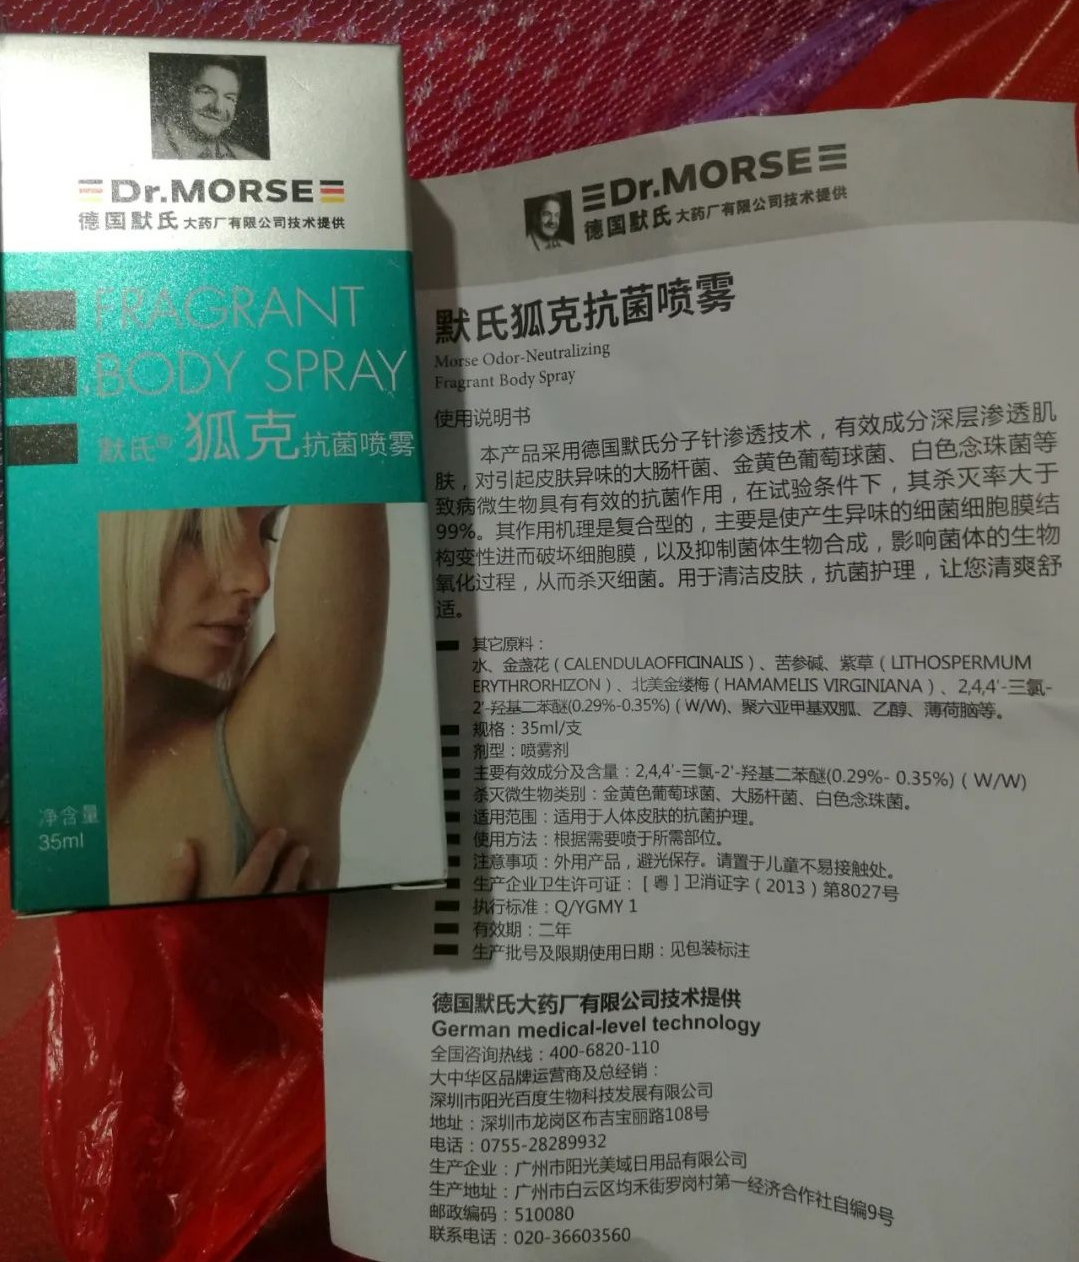 Dr.MORSE
德国默氏大药厂有限公司技术提供
FRAGRANT
BODY SPRAY
默氏® 狐克抗菌喷雾
净含量
35ml
Dr.MORSE
德国默氏大药厂有限公司技术提供
默氏狐克抗菌喷雾
Morse Odor-Neutralizing
Fragrant Body Spray
使用说明书
本产品采用德国默氏分子针渗透技术，有效成分深层渗透肌
肤，对引起皮肤异味的大肠杆菌、金黄色葡萄球菌、白色念珠菌等
致病微生物具有有效的抗菌作用，在试验条件下，其杀灭率大于
99%。其作用机理是复合型的，主要是使产生异味的细菌细胞膜结
构变性进而破坏细胞膜，以及抑制菌体生物合成，影响菌体的生物
氧化过程，从而杀灭细菌。用于清洁皮肤，抗菌护理，让您清爽舒
适。
其它原料：
水、金盏花（CALENDULAOFFICINALIS）、苦参碱、紫草（LITHOSPERMUM
ERYTHRORHIZON）、北美金缕梅（HAMAMELIS VIRGINIANA）、2,4,4'-三氯-
2'-羟基二苯醚(0.29%-0.35%)（W/W)、聚六亚甲基双胍、乙醇、薄荷脑等。
规格：35ml/支
剂型：喷雾剂
主要有效成分及含量：2,4,4'-三氯-2'-羟基二苯醚(0.29%- 0.35%)（W/W)
杀灭微生物类别：金黄色葡萄球菌、大肠杆菌、白色念珠菌。
适用范围：适用于人体皮肤的抗菌护理。
使用方法：根据需要喷于所需部位。
注意事项：外用产品，避光保存。请置于儿童不易接触处。
生产企业卫生许可证：［粤］卫消证字（2013）第8027号
执行标准：Q/YGMY 1
有效期：二年
生产批号及限期使用日期：见包装标注
德国默氏大药厂有限公司技术提供
German medical-level technology
全国咨询热线：400-6820-110
大中华区品牌运营商及总经销：
深圳市阳光百度生物科技发展有限公司
地址：深圳市龙岗区布吉宝丽路108号
电话：0755-28289932
生产企业：广州市阳光美域日用品有限公司
生产地址：广州市白云区均禾街罗岗村第一经济合作社自编9号
邮政编码：510080
联系电话：020-36603560